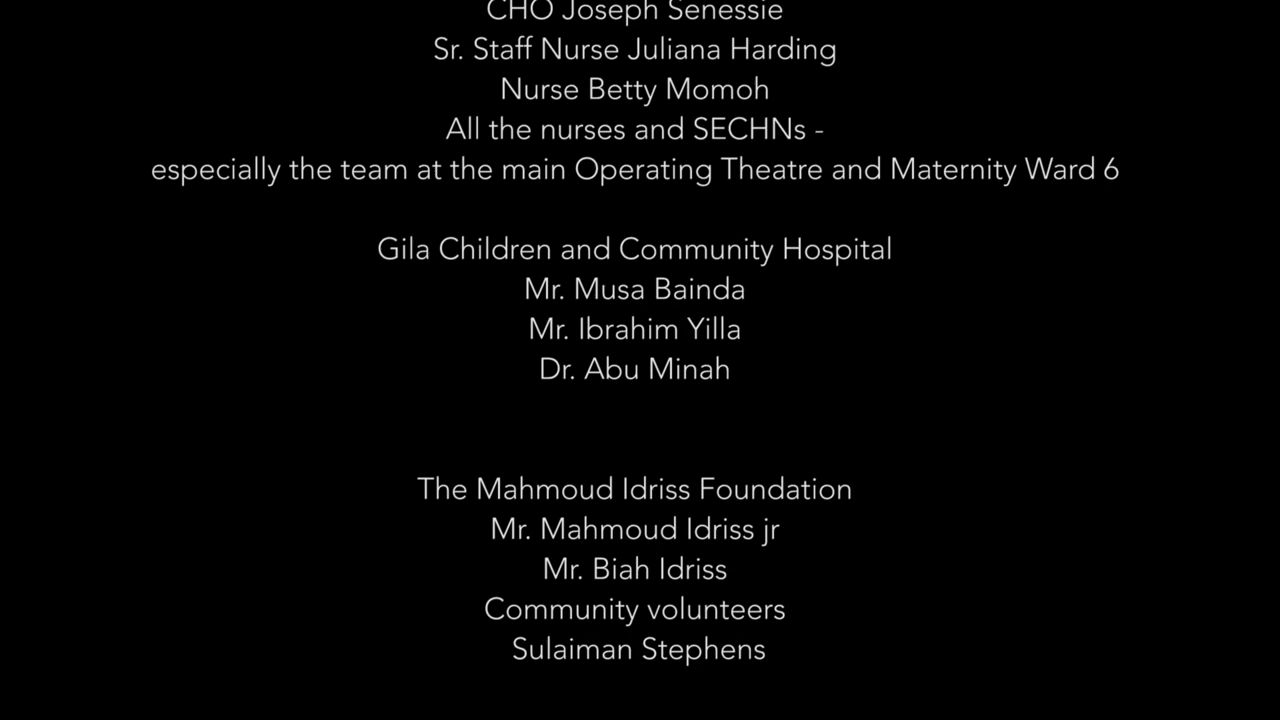 CHO Joseph Senessie
Sr. Staff Nurse Juliana Harding
Nurse Betty Momoh
All the nurses and SECHNs -
especially the team at the main Operating Theatre and Maternity Ward 6
Gila Children and Community Hospital
Mr. Musa Bainda
Mr. Ibrahim Yilla
Dr. Abu Minah
The Mahmoud Idriss Foundation
Mr. Mahmoud Idriss jr
Mr. Biah Idriss
Community volunteers
Sulaiman Stephens